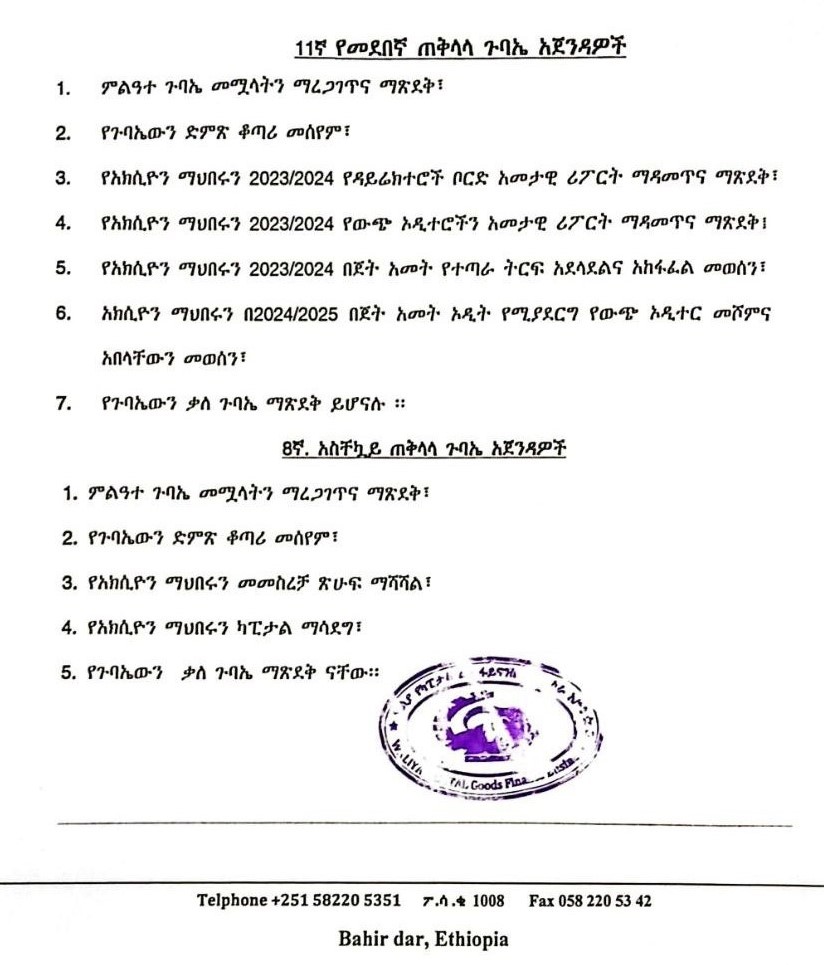 11ኛ የመደበኛ ጠቅላላ ጉባኤ አጀንዳዎች
1. ምልዓተ ጉባኤ መሟላትን ማረጋገጥና ማጽደቅ፣
2. የጉባኤውን ድምጽ ቆጣሪ መሰየም፣
3. የአክሲዮን ማህበሩን 2023/2024 የዳይሬክተሮች ቦርድ አመታዊ ሪፖርት ማዳመጥና ማጽደቅ፣
4. የአክሲዮን ማህበሩን 2023/2024 የውጭ ኦዲተሮችን አመታዊ ሪፖርት ማዳመጥና ማጽደቅ፤
5. የአክሲዮን ማህበሩን 2023/2024 በጀት አመት የተጣራ ትርፍ አደላደልና አከፋፈል መወሰን፣
6. አክሲዮን ማህበሩን በ2024/2025 በጀት አመት ኦዲት የሚያደርግ የውጭ ኦዲተር መሾምና
አበላቸውን መወሰን፣
7. የጉባኤውን ቃለ ጉባኤ ማጽደቅ ይሆናሉ ።
8ኛ. አስቸኳይ ጠቅላላ ጉባኤ አጀንዳዎች
1. ምልዓተ ጉባኤ መሟላትን ማረጋገጥና ማጽደቅ፣
2. የጉባኤውን ድምጽ ቆጣሪ መሰየም፣
3. የአክሲዮን ማህበሩን መመስረቻ ጽሁፍ ማሻሻል፣
4. የአክሲዮን ማህበሩን ካፒታል ማሳደግ፣
5. የጉባኤውን ቃለ ጉባኤ ማጽደቅ ናቸው።
Goods
Telphone +251 58220 5351 ፖ.ሳ.ቁ 1008 Fax 058 220 53 42
Bahir dar, Ethiopia